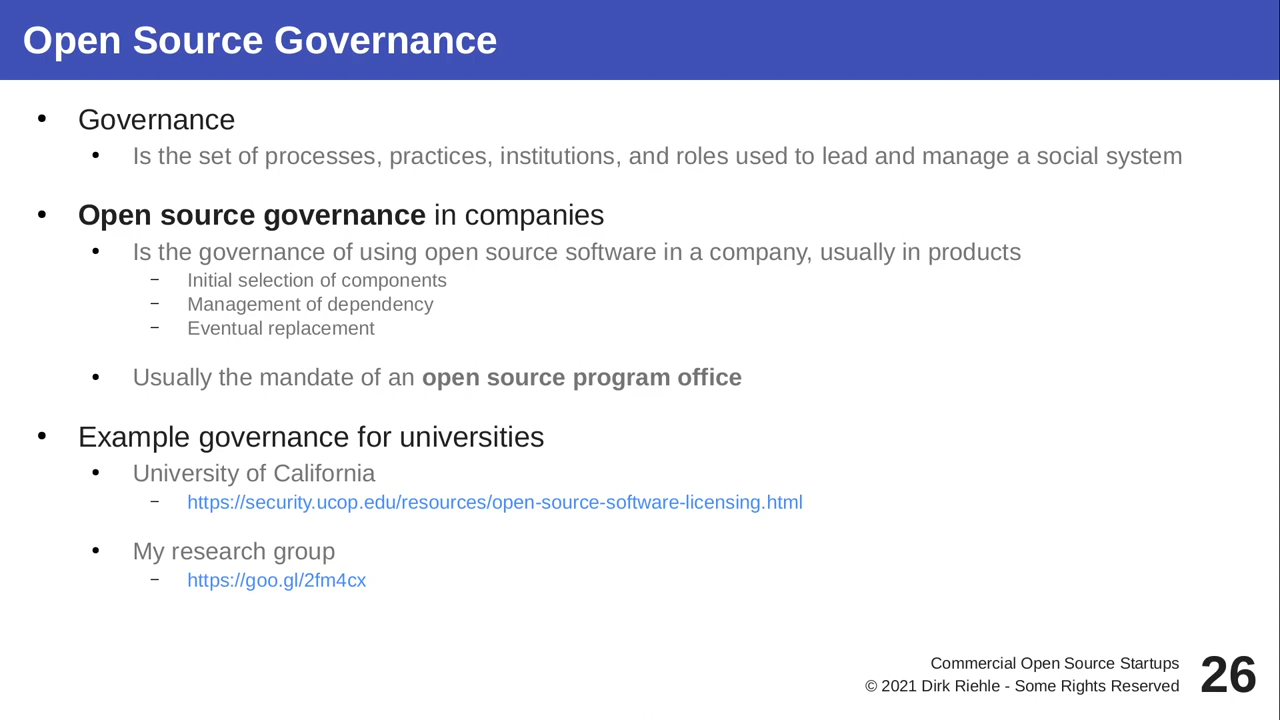 Open Source Governance
• Governance
• Is the set of processes, practices, institutions, and roles used to lead and manage a social system
• Open source governance in companies
• Is the governance of using open source software in a company, usually in products
– Initial selection of components
– Management of dependency
– Eventual replacement
• Usually the mandate of an open source program office
• Example governance for universities
• University of California
– https://security.ucop.edu/resources/open-source-software-licensing.html
• My research group
– https://goo.gl/2fm4cx
Commercial Open Source Startups
© 2021 Dirk Riehle - Some Rights Reserved
26